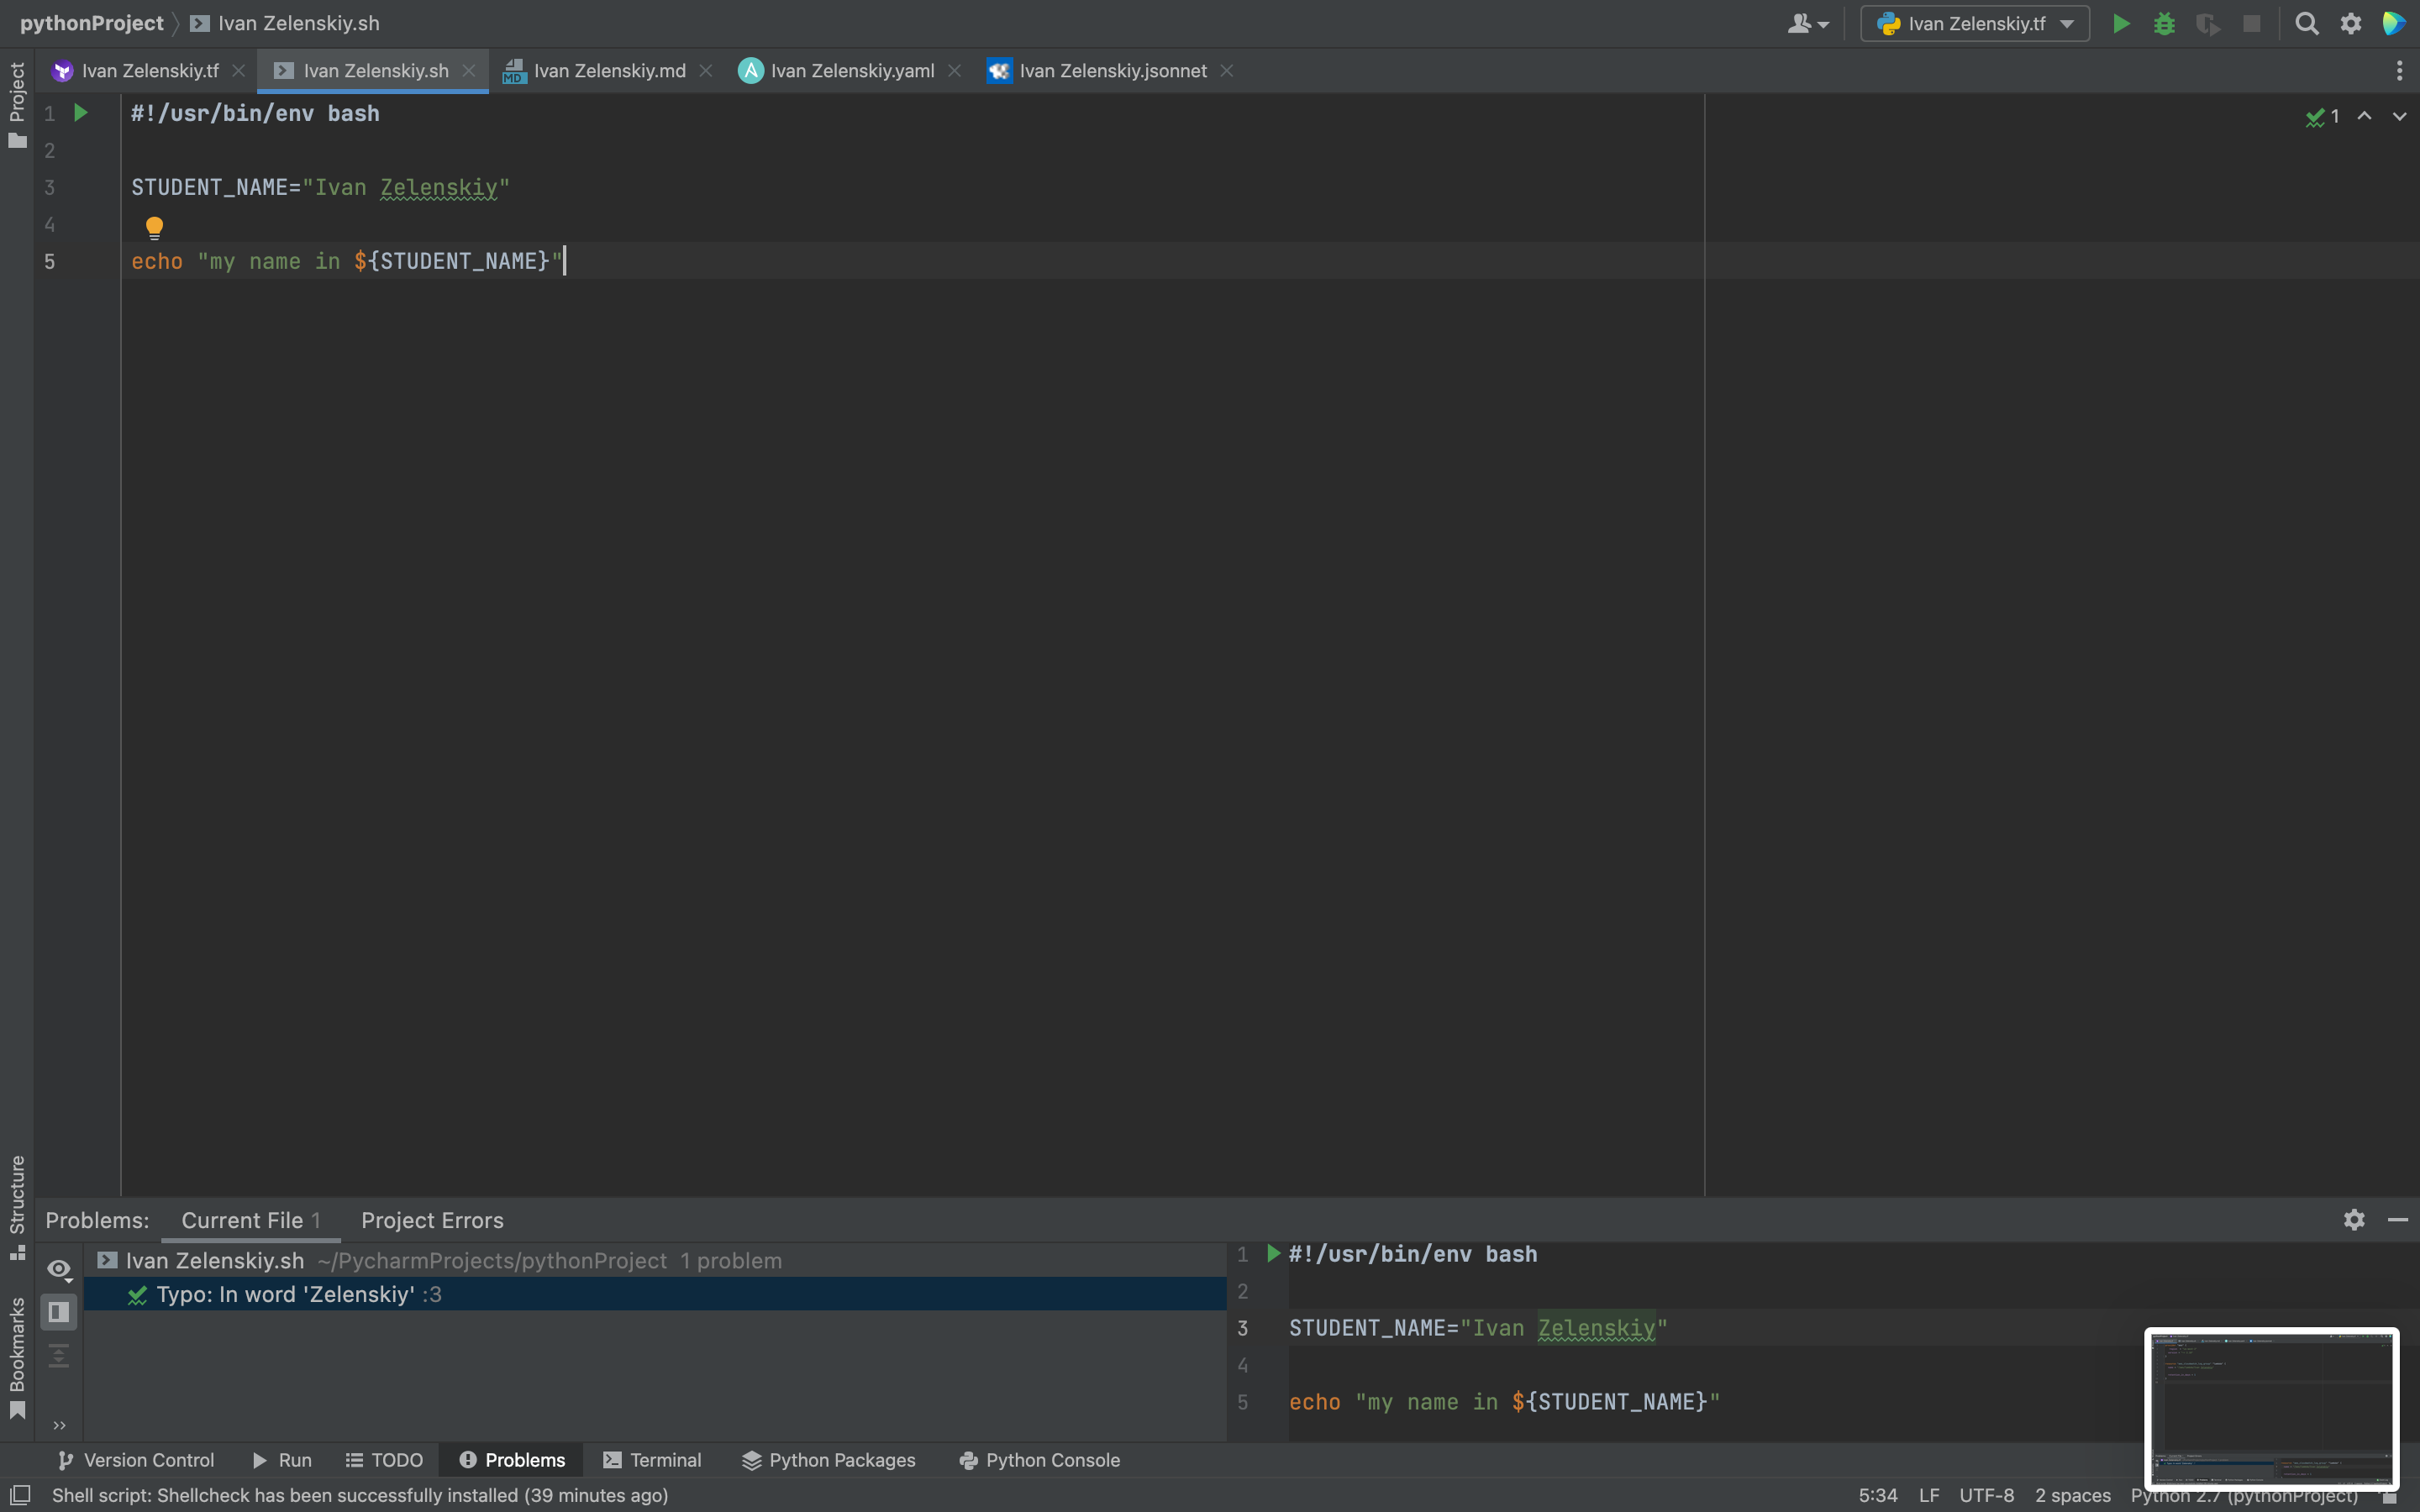 pythonProject Ivan Zelenskiy.sh Ivan Zelenskiy.tf
Ivan Zelenskiy.tf Ivan Zelenskiy.sh MD Ivan Zelenskiy.md A Ivan Zelenskiy.yaml Ivan Zelenskiy.jsonnet
Project
1 #!/usr/bin/env bash 1
2
3 STUDENT_NAME="Ivan Zelenskiy"
4
5 echo "my name in ${STUDENT_NAME}"
Structure
Bookmarks
Problems: Current File 1 Project Errors
Ivan Zelenskiy.sh ~/PycharmProjects/pythonProject 1 problem
Typo: In word 'Zelenskiy' :3
1 #!/usr/bin/env bash
2
3 STUDENT_NAME="Ivan Zelenskiy"
4
5 echo "my name in ${STUDENT_NAME}"
Version Control Run TODO Problems Terminal Python Packages Python Console
Shell script: Shellcheck has been successfully installed (39 minutes ago) 5:34 LF UTF-8 2 spaces Python 2.7 (pythonProject)